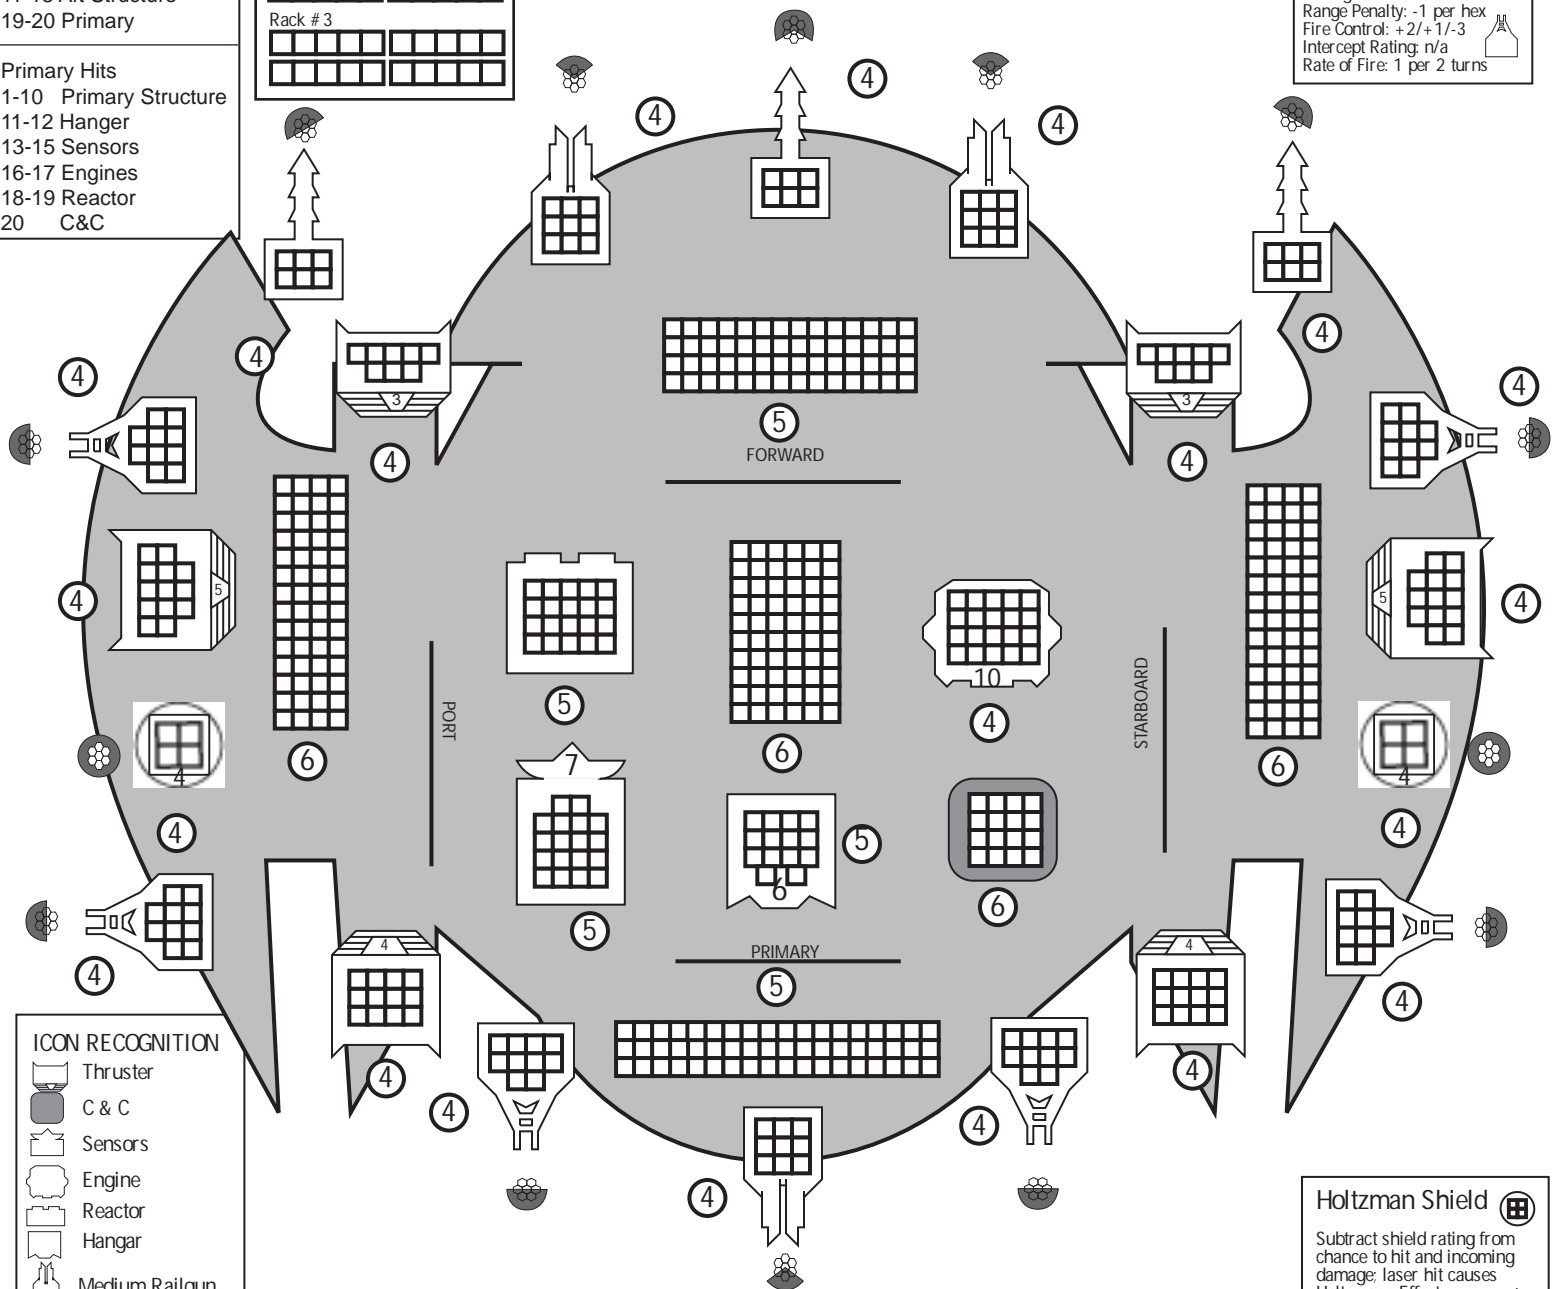 19-20 Primary
Primary Hits
1-10 Primary Structure
11-12 Hanger
13-15 Sensors
16-17 Engines
18-19 Reactor
20 C&C
Rack # 3
Range Penalty: -1 per hex
Fire Control: +2/+1/-3
Intercept Rating: n/a
Rate of Fire: 1 per 2 turns
4
4
4
4
4
4
4
4
3
3
5
FORWARD
4
4
4
5
5
4
10
5
PORT
STARBOARD
4
6
7
6
6
4
4
4
5
4
6
6
5
4
PRIMARY
4
4
5
4
4
4
4
4
4
4
ICON RECOGNITION
Thruster
C & C
Sensors
Engine
Reactor
Hangar
Medium Railgun
Holtzman Shield
Subtract shield rating from
chance to hit and incoming
damage; laser hit causes